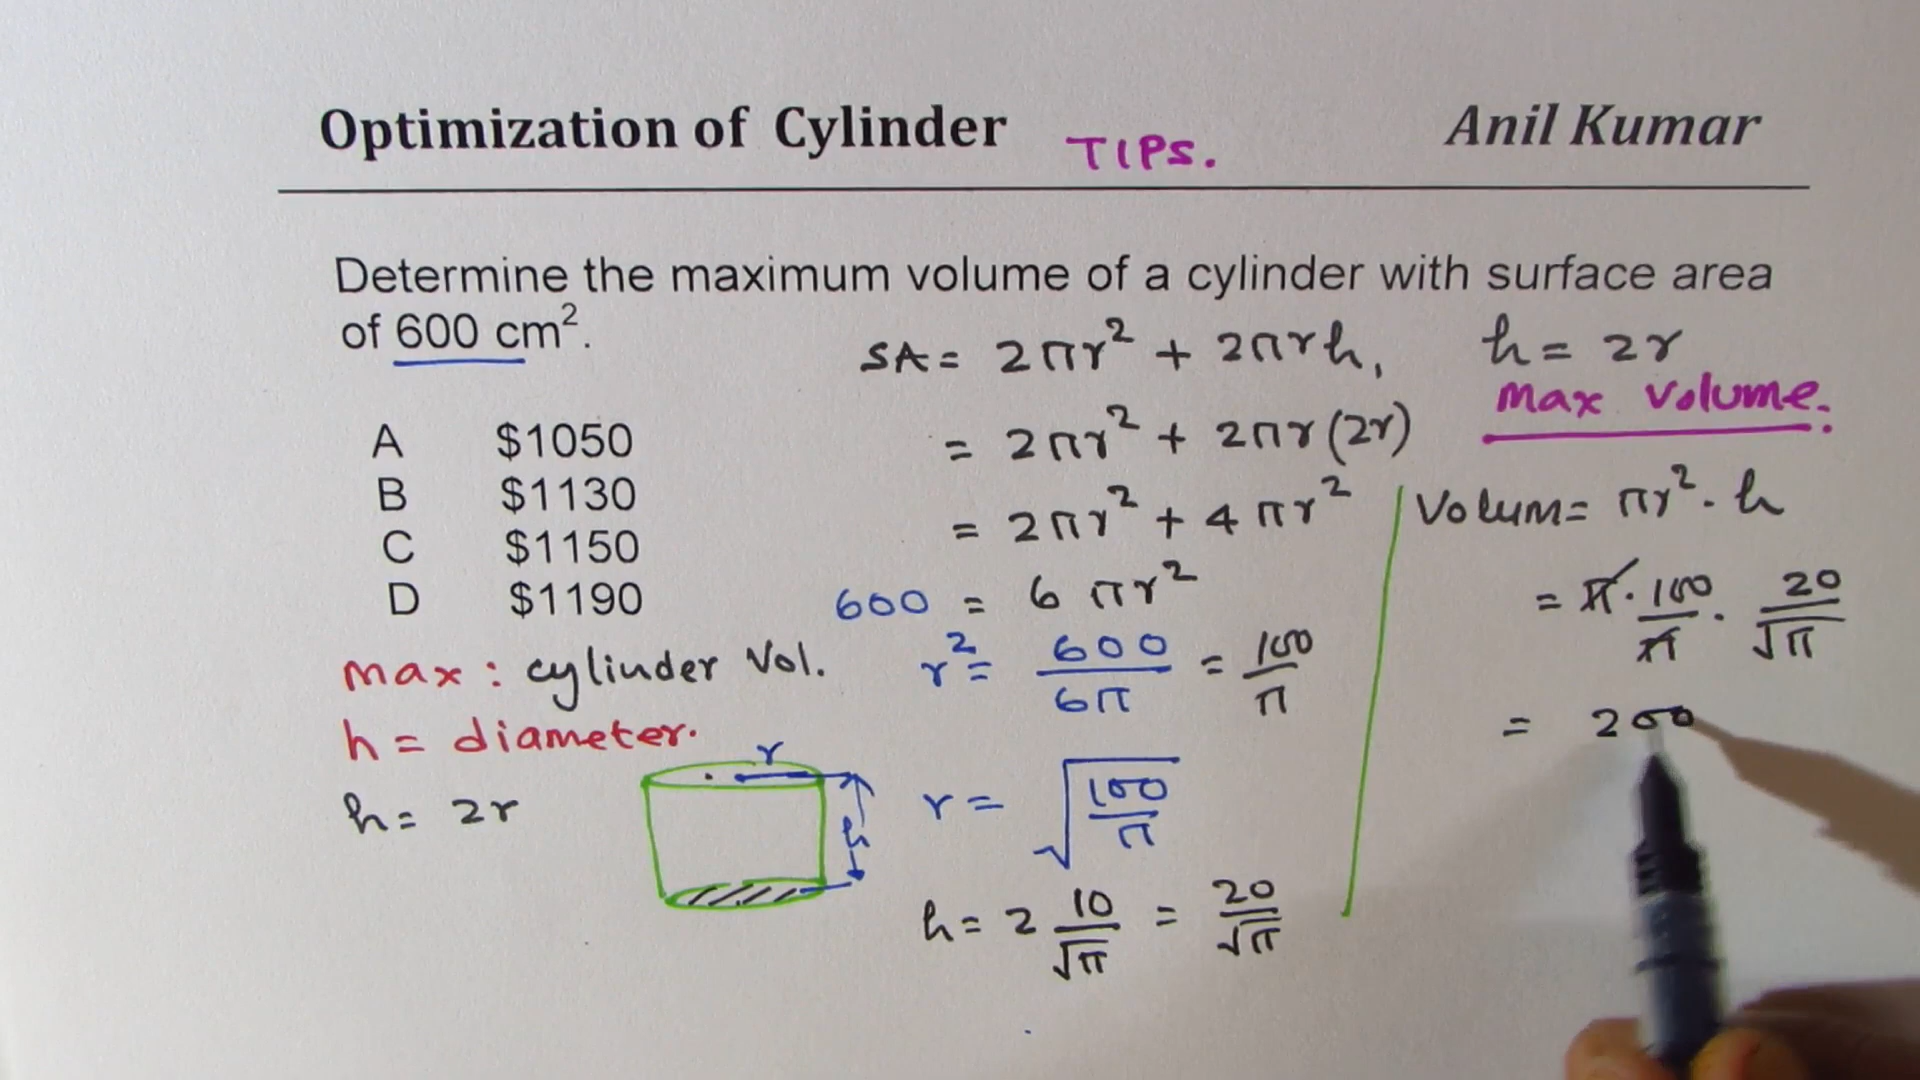 Optimization of Cylinder
TIPS.
Anil Kumar
Determine the maximum volume of a cylinder with surface area
of 600 cm².
A $1050
B $1130
C $1150
D $1190
max: cylinder Vol.
h = diameter.
h = 2r
r
h
SA = 2πr² + 2πrh, h = 2r
max volume.
= 2πr² + 2πr(2r)
= 2πr² + 4πr²
600 = 6πr²
r² = 600/6π = 100/π
r = √(100/π)
h = 2 10/√π = 20/√π
Volum = πr² · h
= π · 100/π · 20/√π
= 200